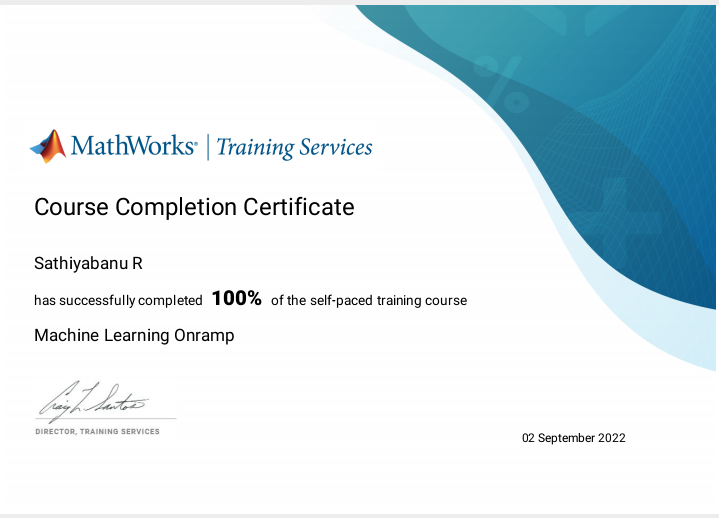 MathWorks® | Training Services
Course Completion Certificate
Sathiyabanu R
has successfully completed 100% of the self-paced training course
Machine Learning Onramp
Craig L. Santos
DIRECTOR, TRAINING SERVICES
02 September 2022
%
+